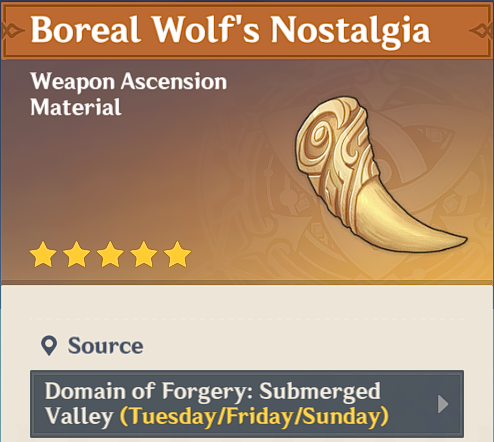 Boreal Wolf's Nostalgia
Weapon Ascension
Material
Source
Domain of Forgery: Submerged
Valley (Tuesday/Friday/Sunday)